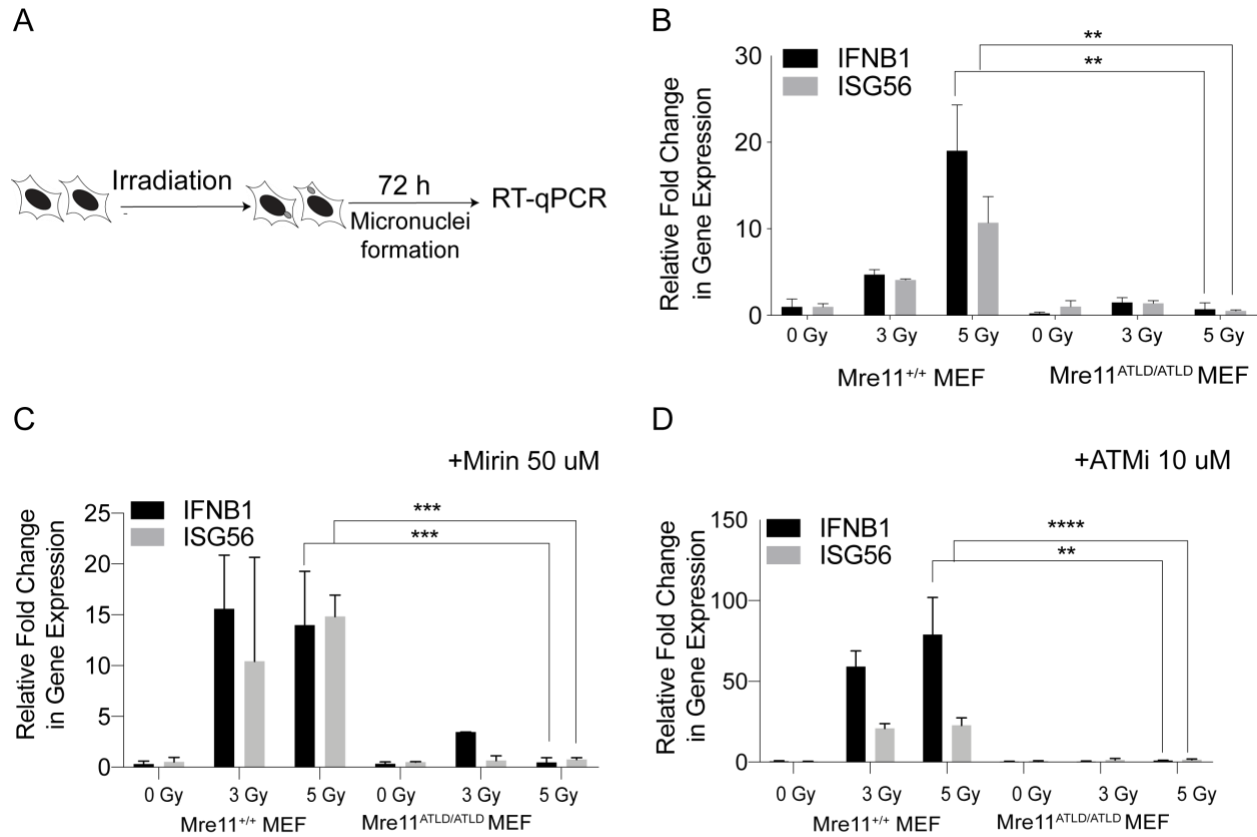 A
Irradiation
72 h
Micronuclei
formation
RT-qPCR
B
Relative Fold Change
in Gene Expression
30
20
10
0
IFNB1
ISG56
**
**
0 Gy 3 Gy 5 Gy 0 Gy 3 Gy 5 Gy
Mre11+/+ MEF Mre11ATLD/ATLD MEF
C
+Mirin 50 uM
Relative Fold Change
in Gene Expression
25
20
15
10
5
0
IFNB1
ISG56
***
***
0 Gy 3 Gy 5 Gy 0 Gy 3 Gy 5 Gy
Mre11+/+ MEF Mre11ATLD/ATLD MEF
D
+ATMi 10 uM
Relative Fold Change
in Gene Expression
150
100
50
0
IFNB1
ISG56
****
**
0 Gy 3 Gy 5 Gy 0 Gy 3 Gy 5 Gy
Mre11+/+ MEF Mre11ATLD/ATLD MEF